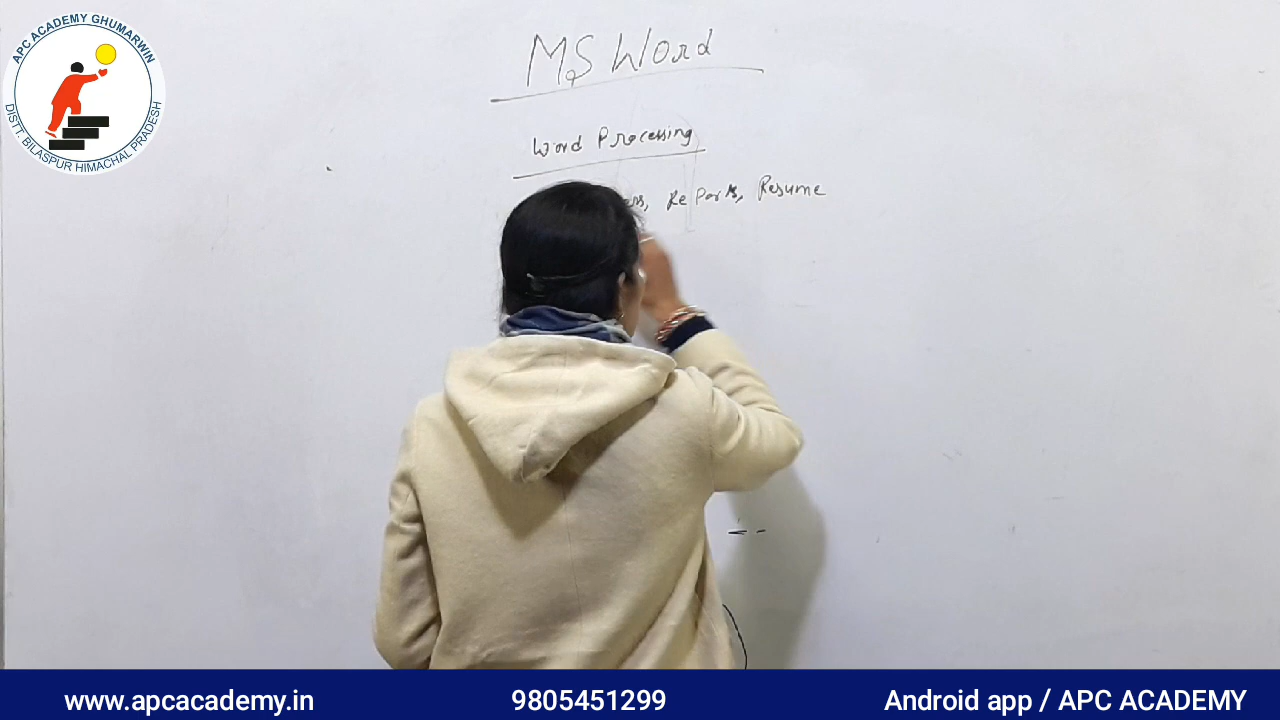 APC ACADEMY GHUMARWIN
DISTT. BILASPUR HIMACHAL PRADESH
MS Word
Word Processing
RePorts, Resume
www.apcacademy.in
9805451299
Android app / APC ACADEMY